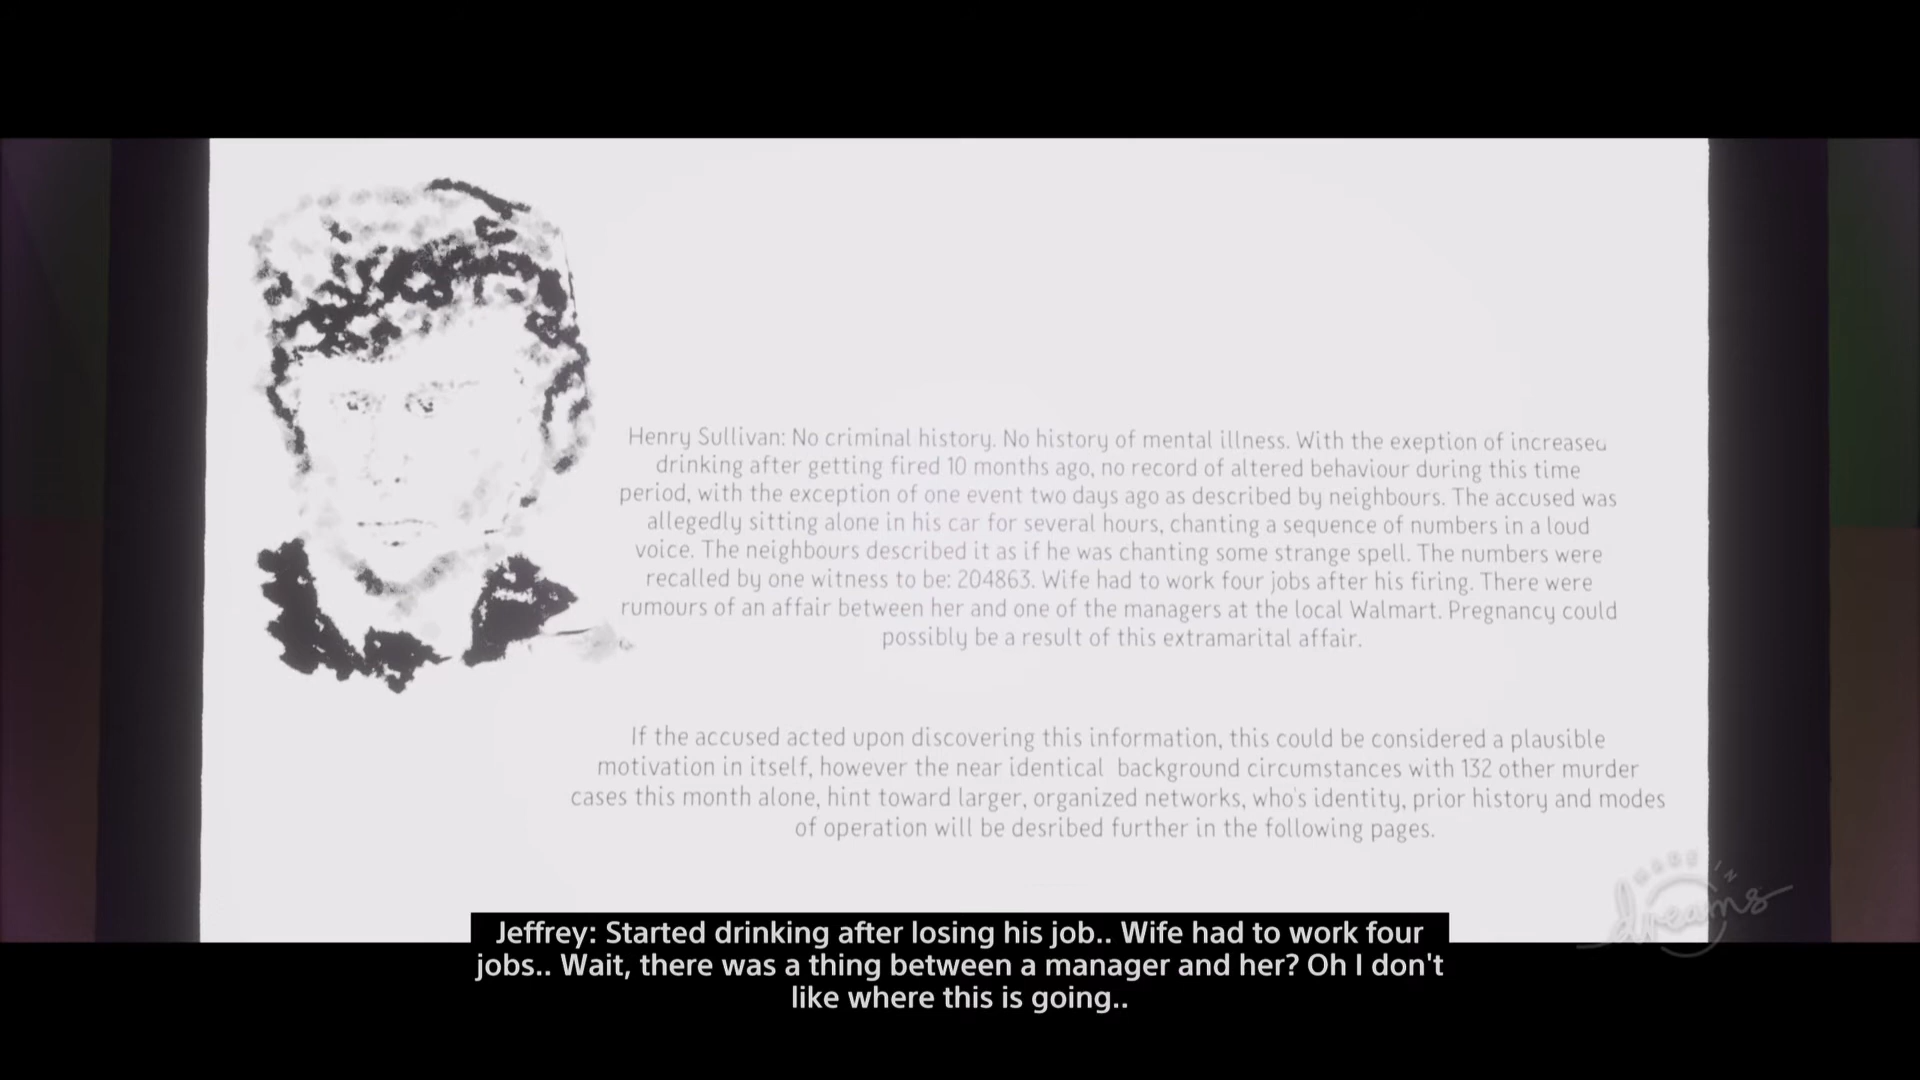 Henry Sullivan: No criminal history. No history of mental illness. With the exeption of increased
drinking after getting fired 10 months ago, no record of altered behaviour during this time
period, with the exception of one event two days ago as described by neighbours. The accused was
allegedly sitting alone in his car for several hours, chanting a sequence of numbers in a loud
voice. The neighbours described it as if he was chanting some strange spell. The numbers were
recalled by one witness to be: 204863. Wife had to work four jobs after his firing. There were
rumours of an affair between her and one of the managers at the local Walmart. Pregnancy could
possibly be a result of this extramarital affair.
If the accused acted upon discovering this information, this could be considered a plausible
motivation in itself, however the near identical background circumstances with 132 other murder
cases this month alone, hint toward larger, organized networks, who's identity, prior history and modes
of operation will be desribed further in the following pages.
MADE IN
dreams
Jeffrey: Started drinking after losing his job.. Wife had to work four
jobs.. Wait, there was a thing between a manager and her? Oh I don't
like where this is going..